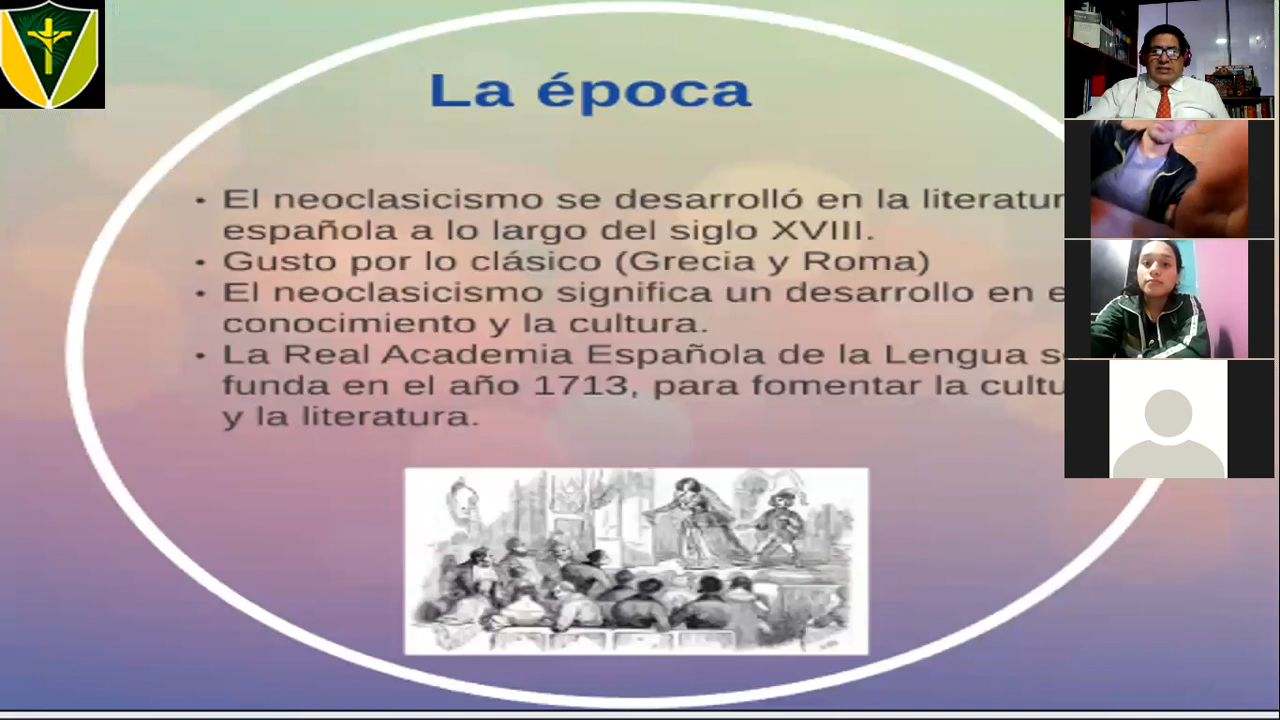 La época
• El neoclasicismo se desarrolló en la literatur
española a lo largo del siglo XVIII.
• Gusto por lo clásico (Grecia y Roma)
• El neoclasicismo significa un desarrollo en e
conocimiento y la cultura.
• La Real Academia Española de la Lengua s
funda en el año 1713, para fomentar la cultu
y la literatura.